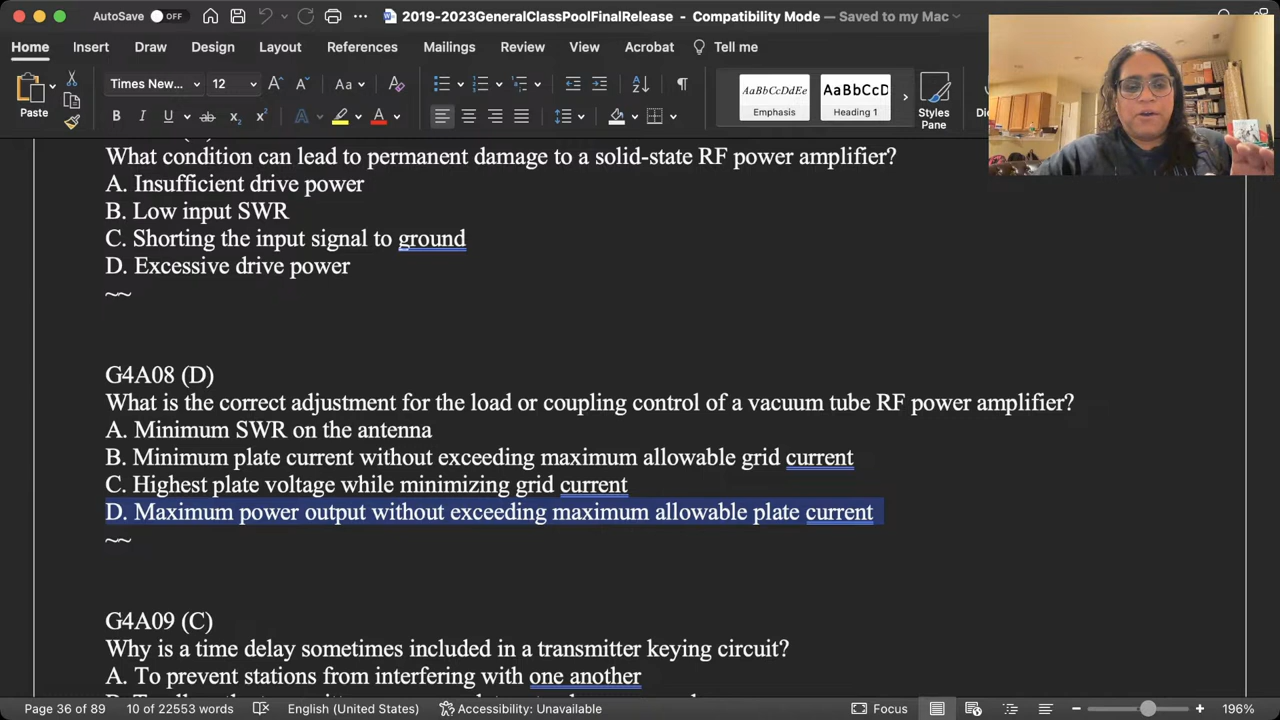 AutoSave OFF 2019-2023GeneralClassPoolFinalRelease - Compatibility Mode — Saved to my Mac
Home Insert Draw Design Layout References Mailings Review View Acrobat Tell me
Paste Times New... 12 Aa AaBbCcDdEe AaBbCcD
B I U ab x₂ x² A A Emphasis Heading 1 Styles Pane
What condition can lead to permanent damage to a solid-state RF power amplifier?
A. Insufficient drive power
B. Low input SWR
C. Shorting the input signal to ground
D. Excessive drive power
~~
G4A08 (D)
What is the correct adjustment for the load or coupling control of a vacuum tube RF power amplifier?
A. Minimum SWR on the antenna
B. Minimum plate current without exceeding maximum allowable grid current
C. Highest plate voltage while minimizing grid current
D. Maximum power output without exceeding maximum allowable plate current
~~
G4A09 (C)
Why is a time delay sometimes included in a transmitter keying circuit?
A. To prevent stations from interfering with one another
Page 36 of 89 10 of 22553 words English (United States) Accessibility: Unavailable Focus 196%